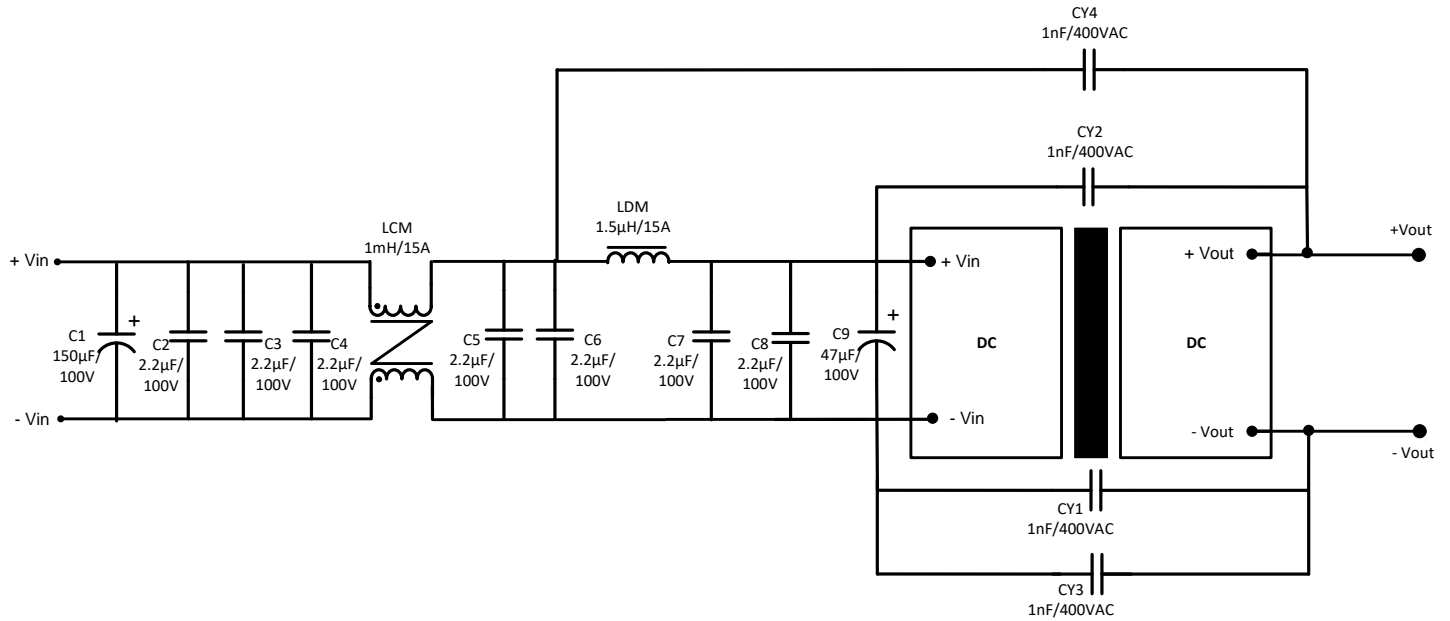 CY4
1nF/400VAC
CY2
1nF/400VAC
LDM
1.5µH/15A
LCM
1mH/15A
+Vout
+ Vin
+ Vin
+ Vout
+
C1
150µF/
100V
C2
2.2µF/
100V
C3
2.2µF/
100V
C4
2.2µF/
100V
C5
2.2µF/
100V
C6
2.2µF/
100V
C7
2.2µF/
100V
C8
2.2µF/
100V
+
C9
47µF/
100V
DC
DC
- Vin
- Vin
- Vout
- Vout
CY1
1nF/400VAC
CY3
1nF/400VAC